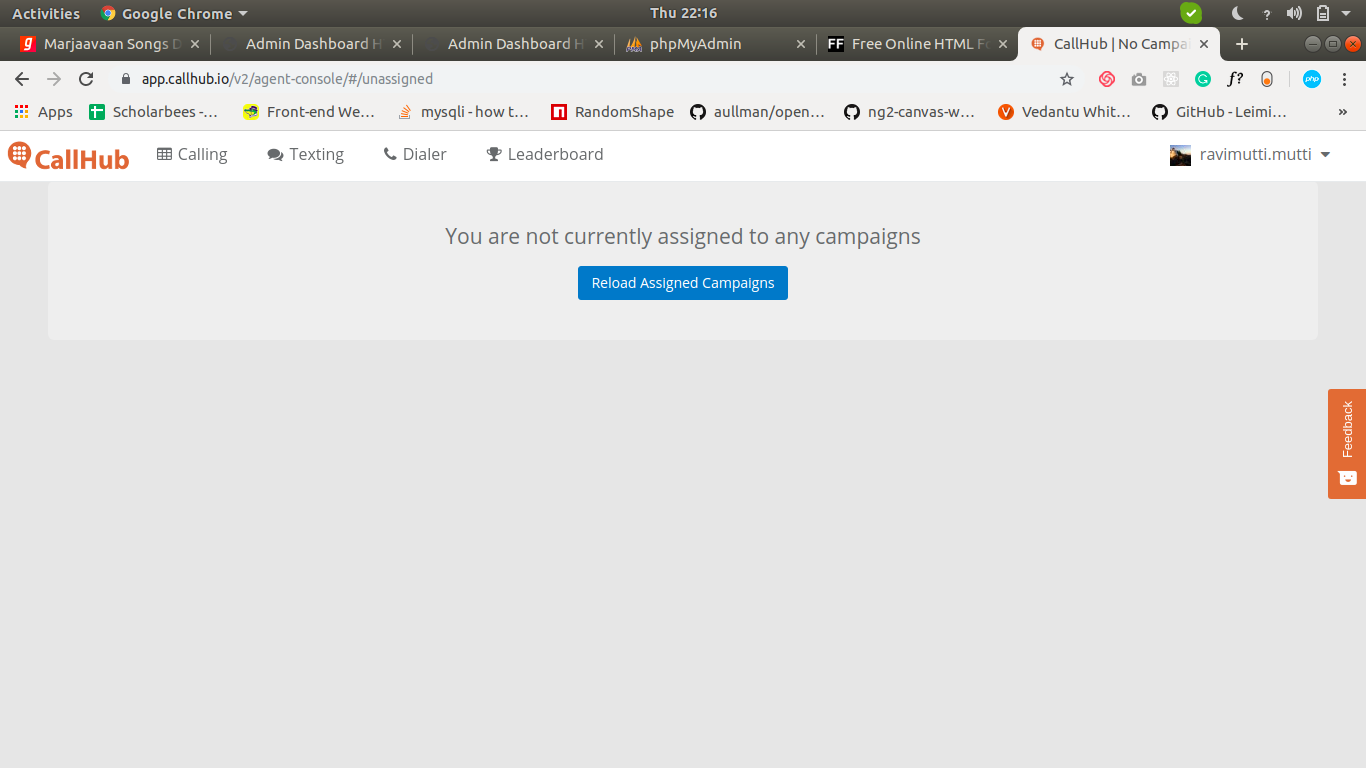 Activities Google Chrome Thu 22:16
Marjaavaan Songs D Admin Dashboard H Admin Dashboard H phpMyAdmin FF Free Online HTML Fo CallHub | No Campai
app.callhub.io/v2/agent-console/#/unassigned f? php
Apps Scholarbees -... Front-end We... mysqli - how t... RandomShape aullman/open... ng2-canvas-w... Vedantu Whit... GitHub - Leimi... »
CallHub Calling Texting Dialer Leaderboard ravimutti.mutti
You are not currently assigned to any campaigns
Reload Assigned Campaigns
Feedback